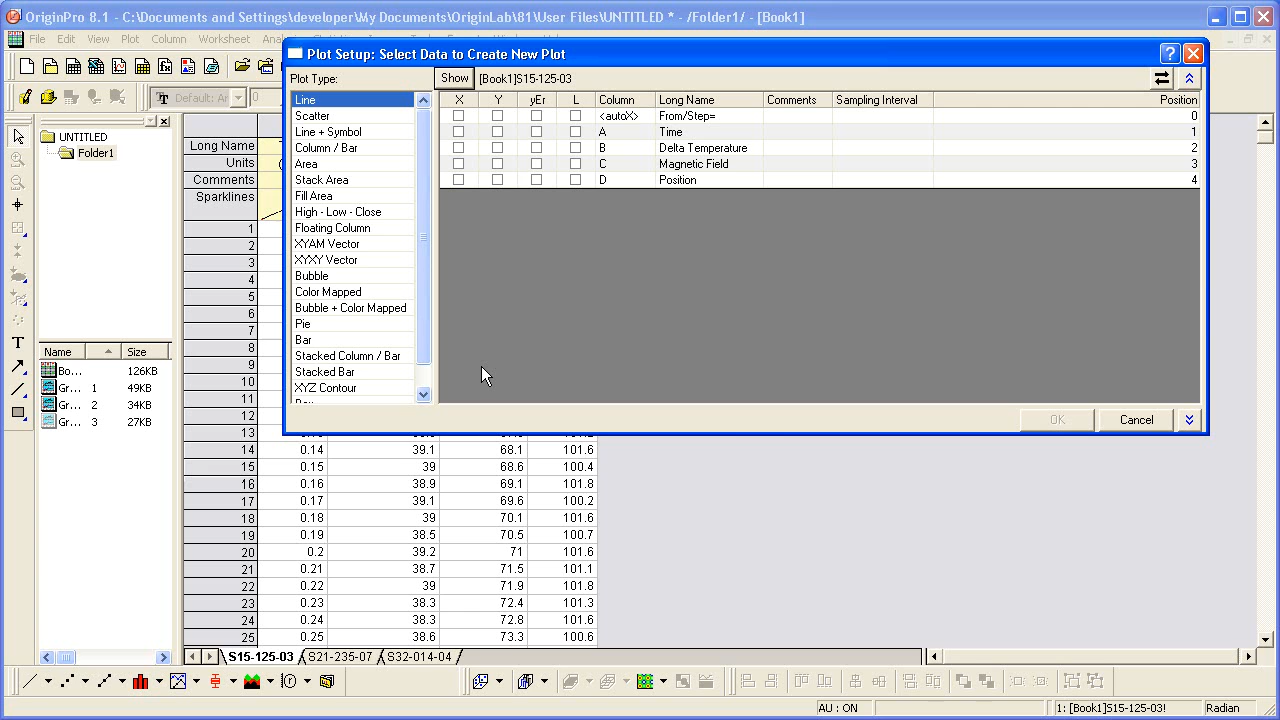 OriginPro 8.1 - C:\Documents and Settings\developer\My Documents\OriginLab\81\User Files\UNTITLED * - /Folder1/ - [Book1]
File Edit View Plot Column Worksheet
Plot Setup: Select Data to Create New Plot
Plot Type: Show [Book1]S15-125-03
Default: Ar 0
X Y yEr L Column Long Name Comments Sampling Interval Position
<autoX> From/Step= 0
A Time 1
B Delta Temperature 2
C Magnetic Field 3
D Position 4
Line
Scatter
Line + Symbol
Column / Bar
Area
Stack Area
Fill Area
High - Low - Close
Floating Column
XYAM Vector
XYXY Vector
Bubble
Color Mapped
Bubble + Color Mapped
Pie
Bar
Stacked Column / Bar
Stacked Bar
XYZ Contour
OK Cancel
UNTITLED
Folder1
Name Size
Bo... 126KB
Gr... 1 49KB
Gr... 2 34KB
Gr... 3 27KB
Long Name
Units
Comments
Sparklines
1
2
3
4
5
6
7
8
9
10
11
12
13
14 0.14 39.1 68.1 101.6
15 0.15 39 68.6 100.4
16 0.16 38.9 69.1 101.8
17 0.17 39.1 69.6 100.2
18 0.18 39 70.1 101.6
19 0.19 38.5 70.5 100.7
20 0.2 39.2 71 101.6
21 0.21 38.7 71.5 101.1
22 0.22 39 71.9 101.8
23 0.23 38.3 72.4 101.3
24 0.24 38.3 72.8 101.6
25 0.25 38.6 73.3 100.6
S15-125-03 S21-235-07 S32-014-04
AU : ON 1: [Book1]S15-125-03! Radian